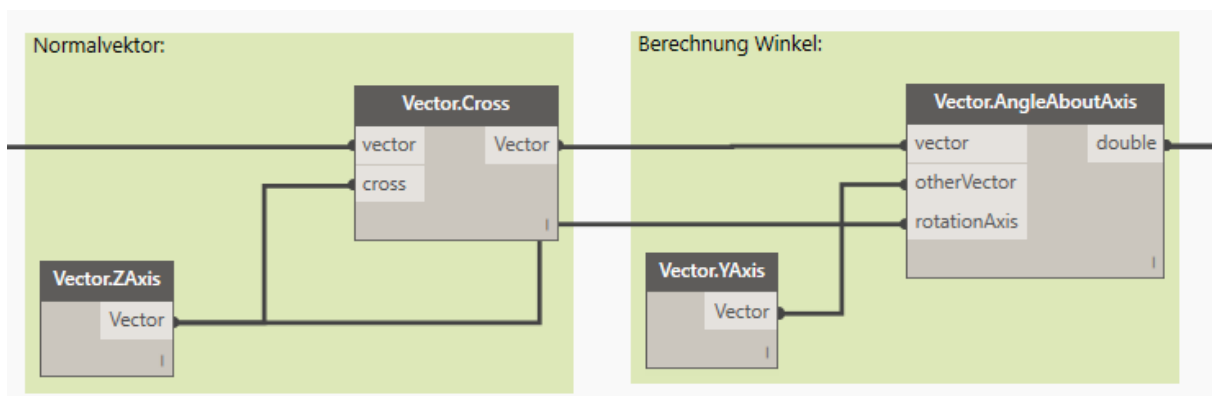 Normalvektor:
Vector.Cross
vector Vector
cross
Vector.ZAxis
Vector
Berechnung Winkel:
Vector.AngleAboutAxis
vector double
otherVector
rotationAxis
Vector.YAxis
Vector